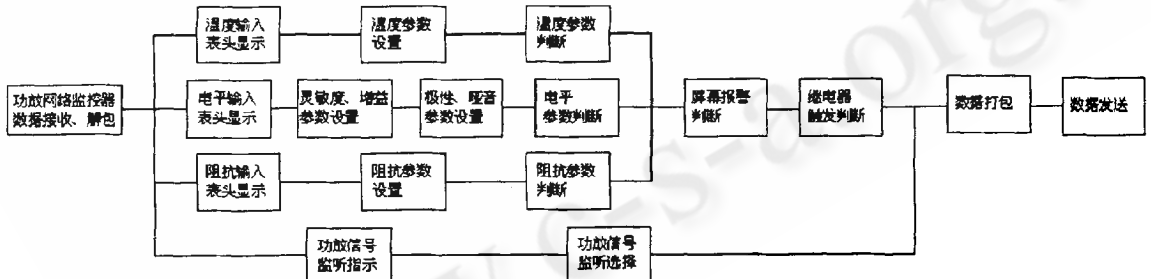 温度输入
表头显示
温度参数
设置
温度参数
判断
功放网络监控器
数据接收、解包
电平输入
表头显示
灵敏度、增益
参数设置
极性、哑音
参数设置
电平
参数判断
屏幕报警
判断
继电器
触发判断
数据打包
数据发送
阻抗输入
表头显示
阻抗参数
设置
阻抗参数
判断
功放信号
监听指示
功放信号
监听选择